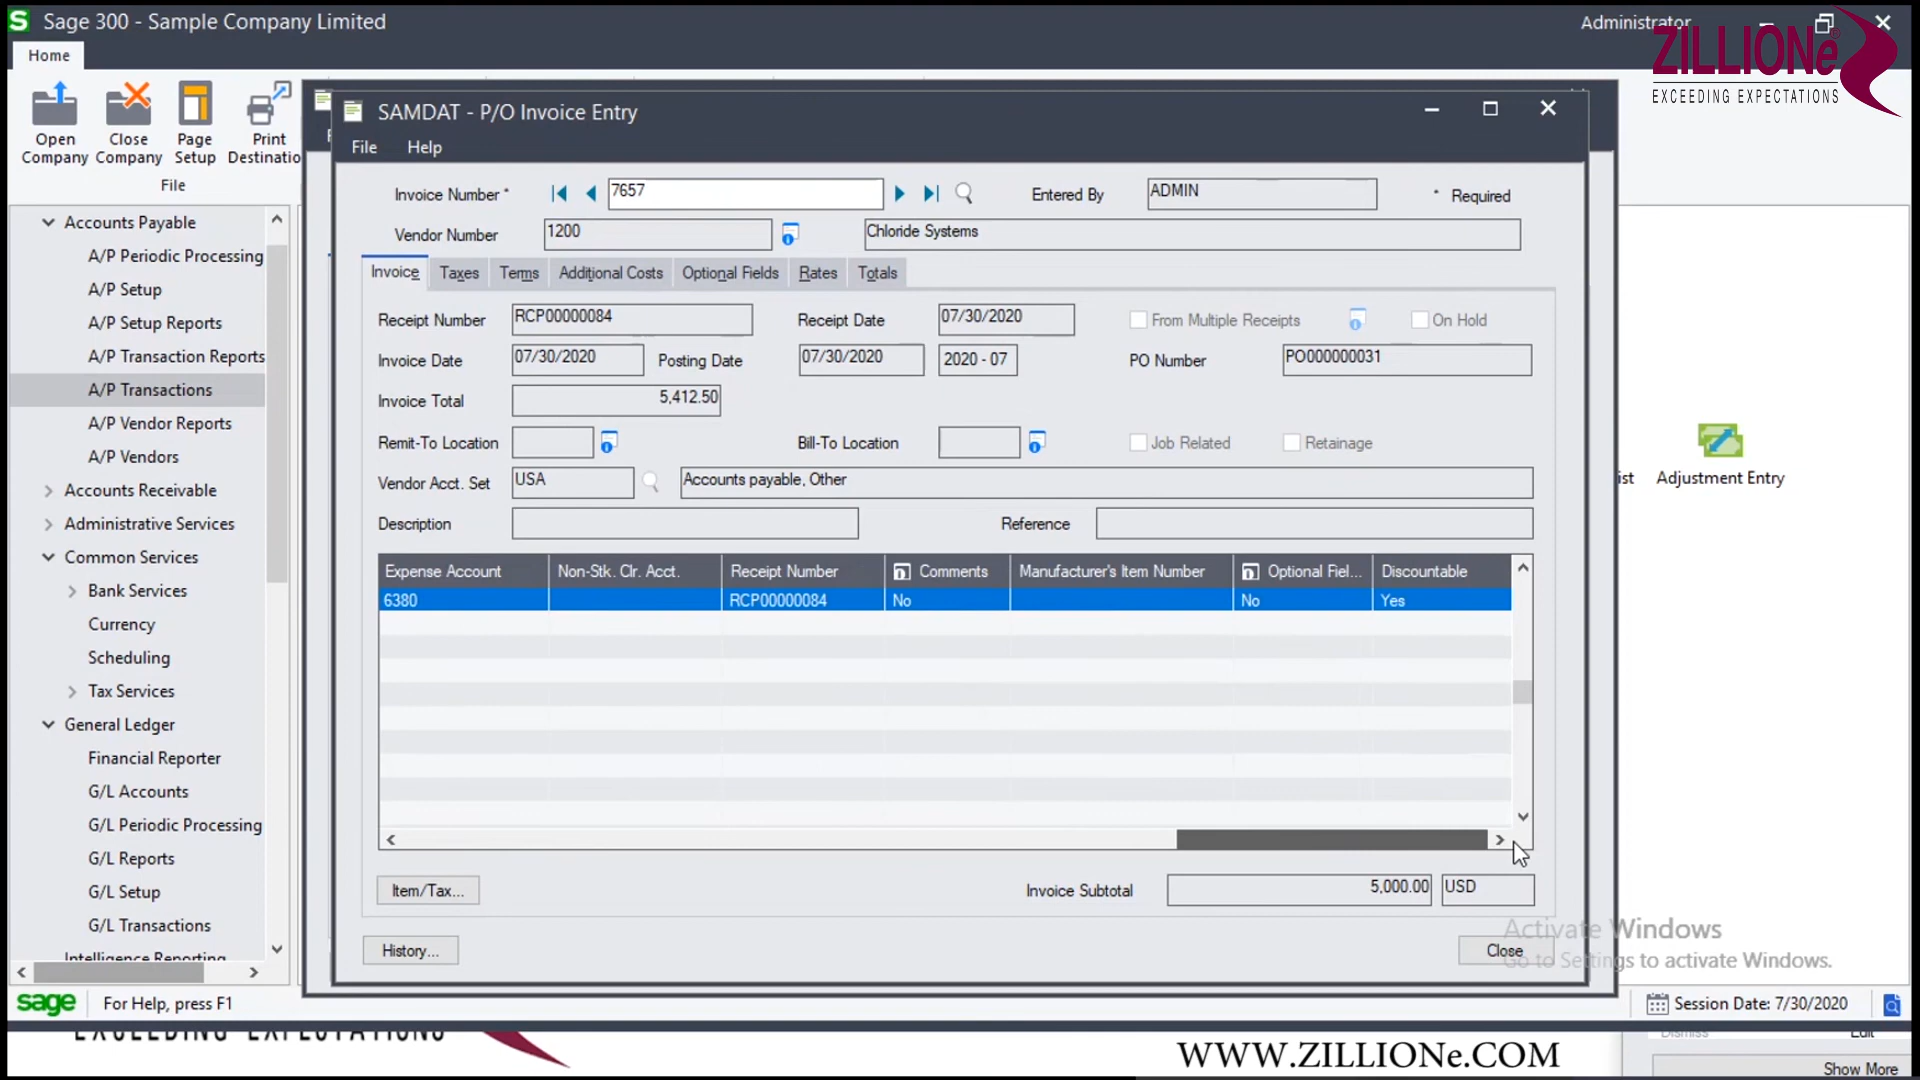 Sage 300 - Sample Company Limited
Administrator
ZILLIONe
EXCEEDING EXPECTATIONS
Home
Open Company
Close Company
Page Setup
Print Destinatio
File
SAMDAT - P/O Invoice Entry
File Help
Invoice Number * 7657 Entered By ADMIN * Required
Vendor Number 1200 Chloride Systems
Invoice Taxes Terms Additional Costs Optional Fields Rates Totals
Receipt Number RCP00000084 Receipt Date 07/30/2020 From Multiple Receipts On Hold
Invoice Date 07/30/2020 Posting Date 07/30/2020 2020 - 07 PO Number PO000000031
Invoice Total 5,412.50
Remit-To Location Bill-To Location Job Related Retainage
Vendor Acct. Set USA Accounts payable, Other
Description Reference
Expense Account Non-Stk. Clr. Acct. Receipt Number Comments Manufacturer's Item Number Optional Fiel... Discountable
6380 RCP00000084 No No Yes
Item/Tax... Invoice Subtotal 5,000.00 USD
History... Close
Accounts Payable
A/P Periodic Processing
A/P Setup
A/P Setup Reports
A/P Transaction Reports
A/P Transactions
A/P Vendor Reports
A/P Vendors
Accounts Receivable
Administrative Services
Common Services
Bank Services
Currency
Scheduling
Tax Services
General Ledger
Financial Reporter
G/L Accounts
G/L Periodic Processing
G/L Reports
G/L Setup
G/L Transactions
Intelligence Reporting
ist Adjustment Entry
Activate Windows
Go to Settings to activate Windows.
sage For Help, press F1
Session Date: 7/30/2020
EXCEEDING EXPECTATIONS
WWW.ZILLIONe.COM
Dismiss Edit
Show More